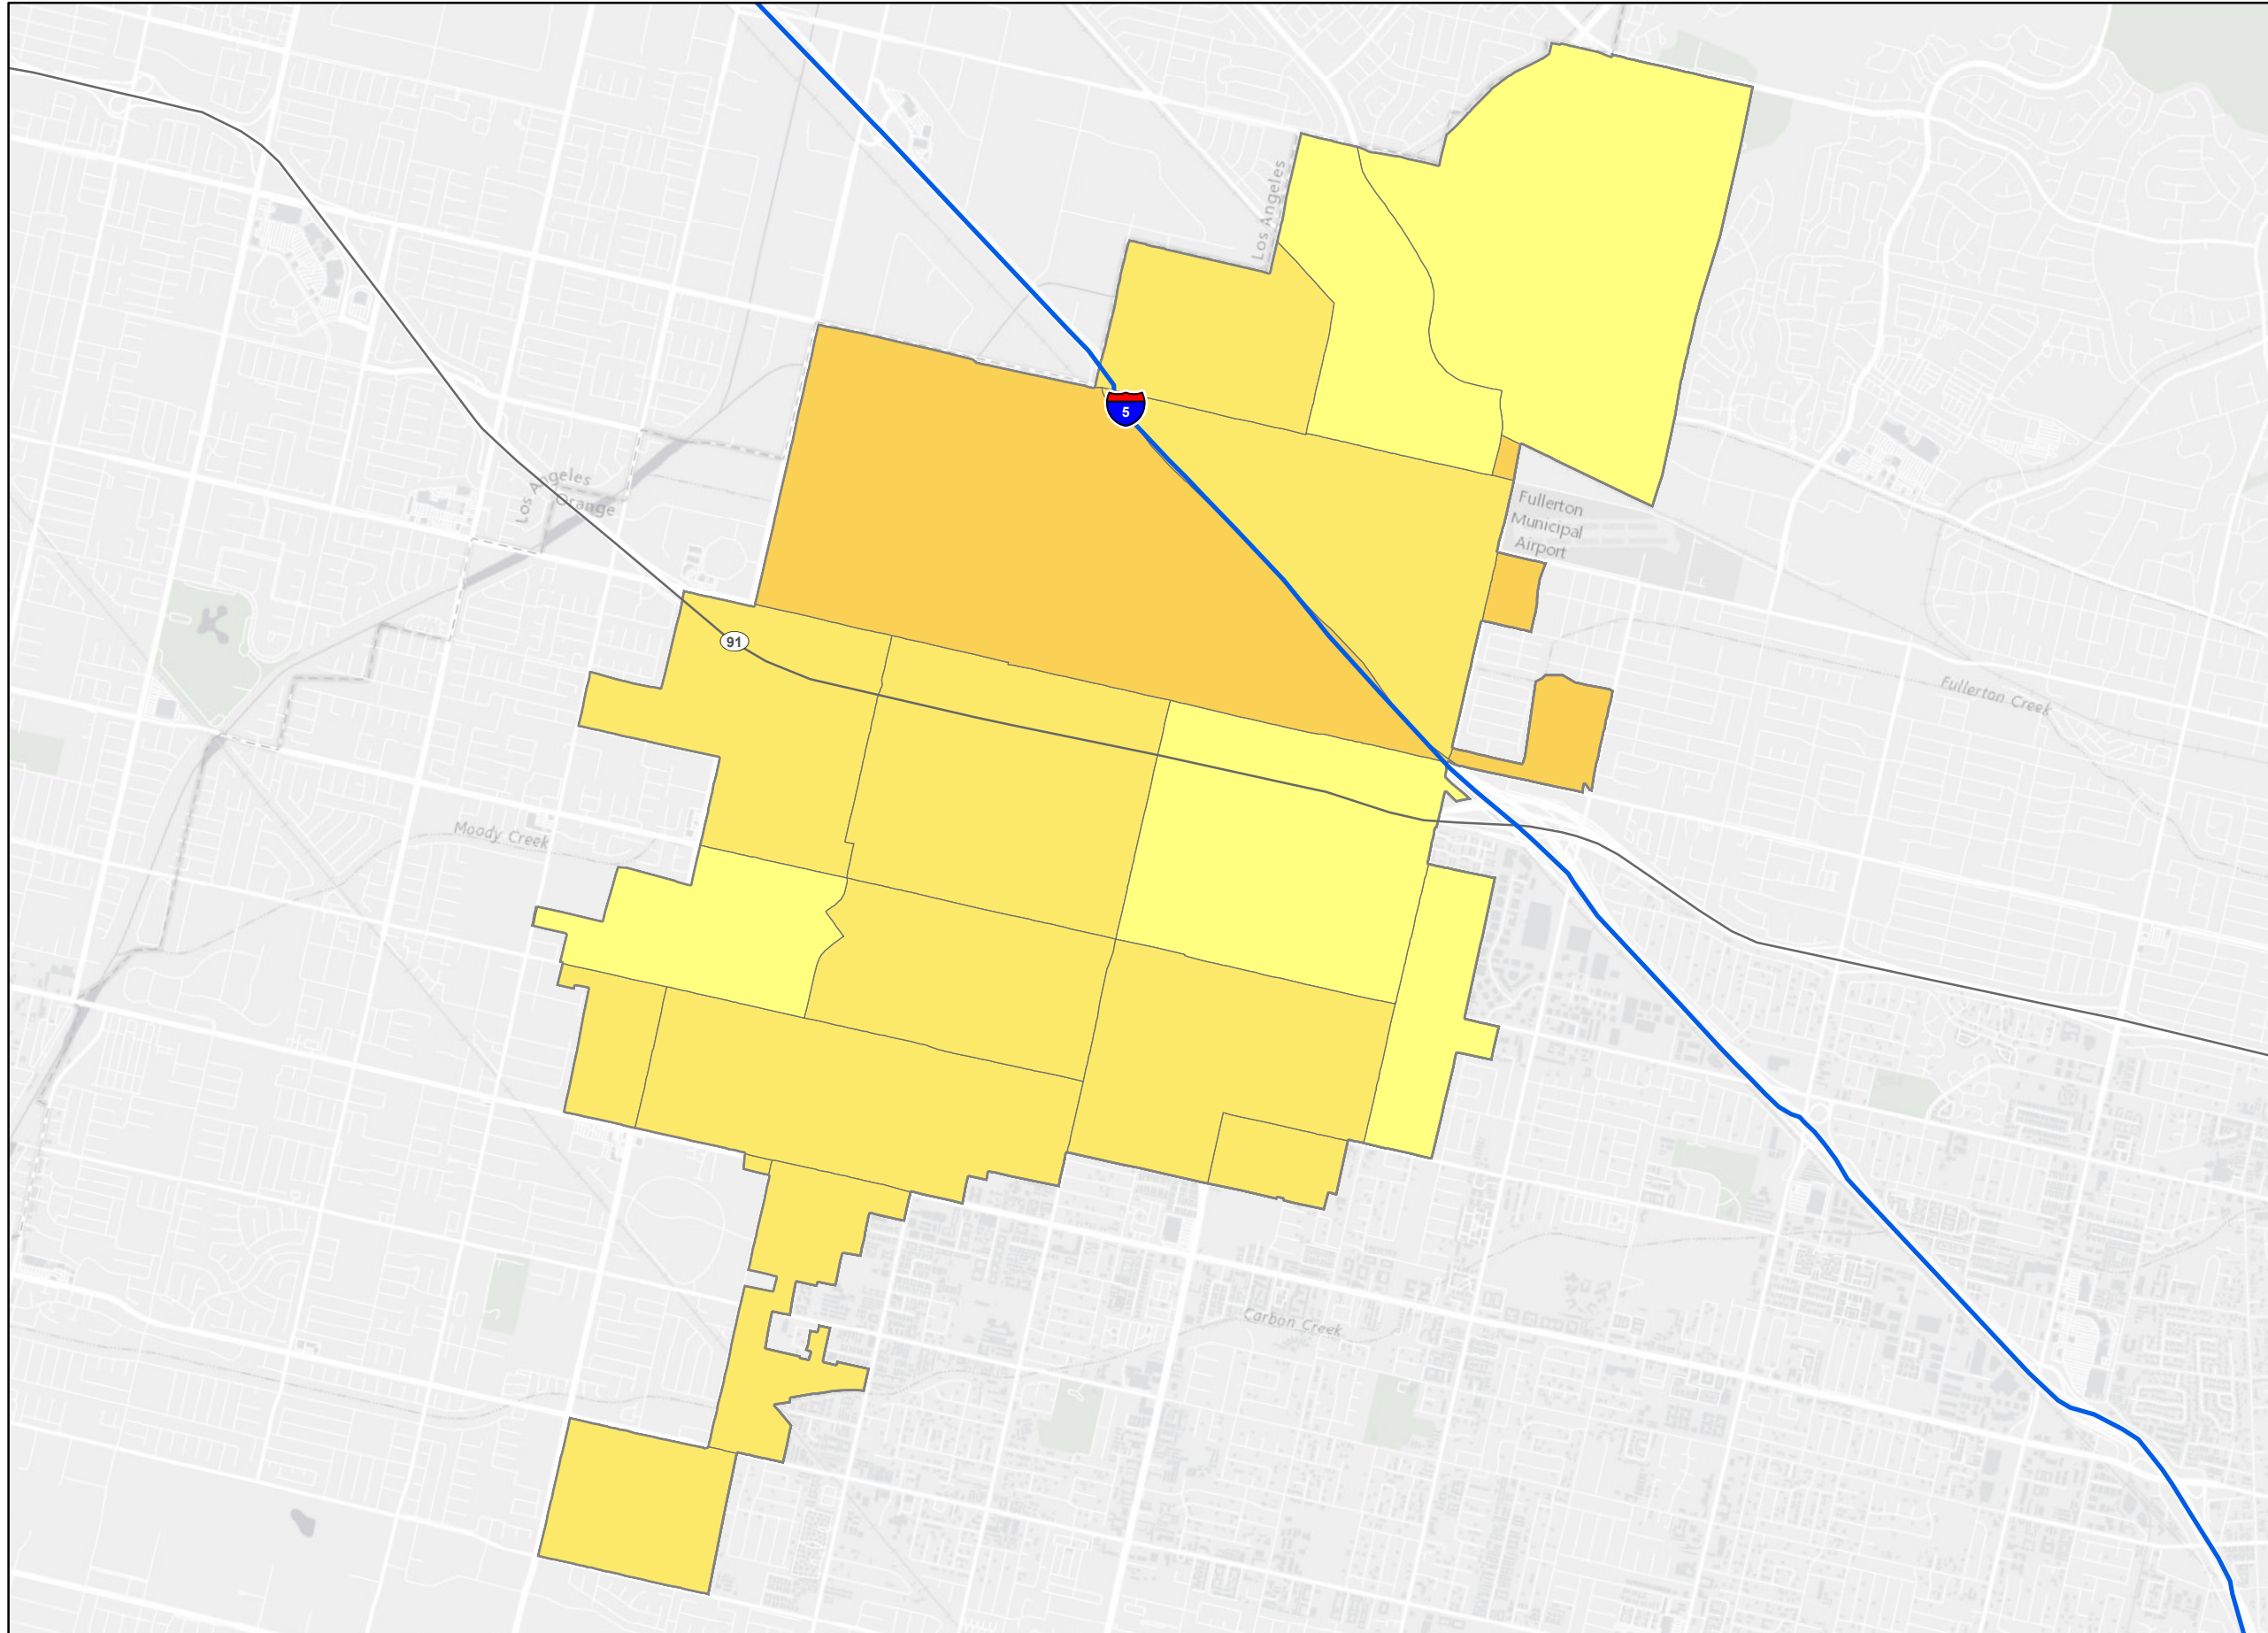 Los Angeles
5
Los Angeles
Orange
Fullerton
Municipal
Airport
91
Fullerton Creek
Moody Creek
Carbon Creek